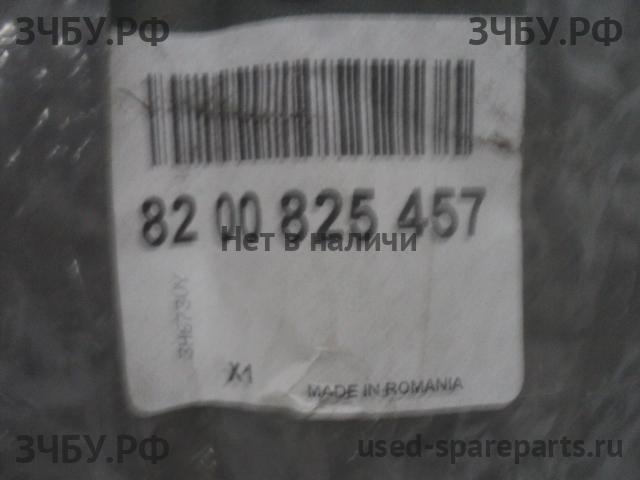 ЗЧБУ.РФ ЗЧБУ.РФ
82 00 825 457
Нет в наличи
34673UY
X1
MADE IN ROMANIA
ЗЧБУ.РФ used-spareparts.ru